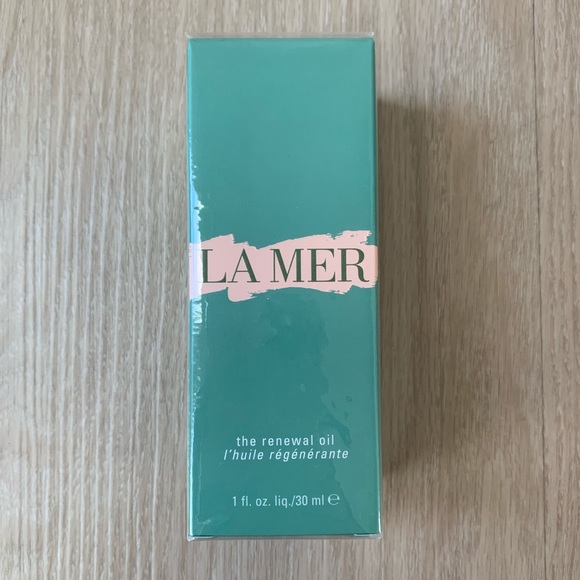 LA MER
the renewal oil
l'huile régénérante
1 fl. oz. liq./30 ml ℮